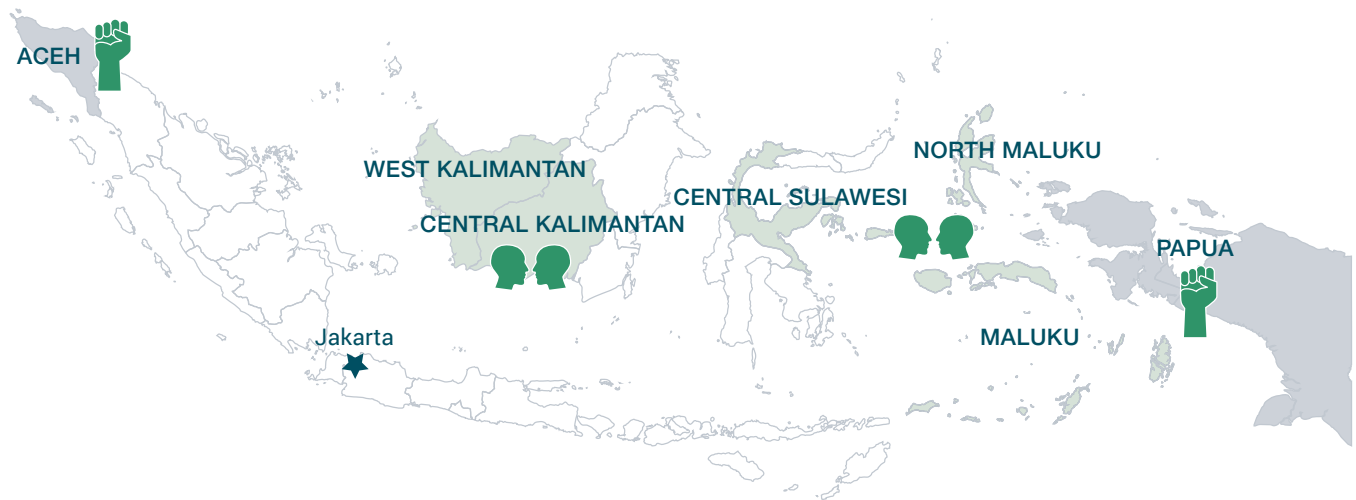 ACEH
NORTH MALUKU
WEST KALIMANTAN
CENTRAL SULAWESI
CENTRAL KALIMANTAN
PAPUA
Jakarta
MALUKU